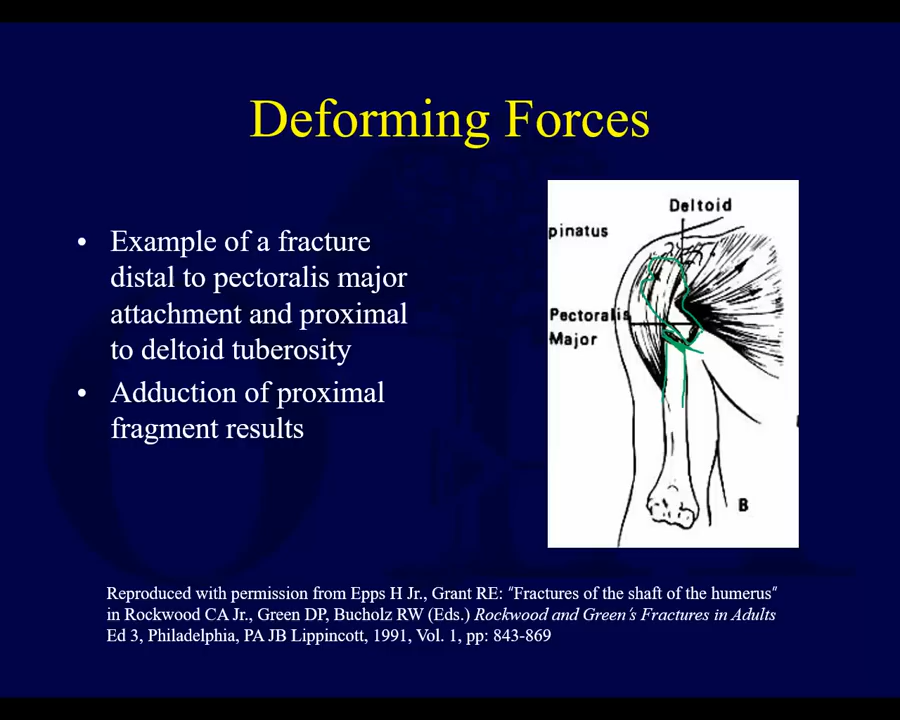 Deforming Forces
• Example of a fracture
distal to pectoralis major
attachment and proximal
to deltoid tuberosity
• Adduction of proximal
fragment results
Deltoid
pinatus
Pectoralis
Major
B
Reproduced with permission from Epps H Jr., Grant RE: "Fractures of the shaft of the humerus"
in Rockwood CA Jr., Green DP, Bucholz RW (Eds.) Rockwood and Green's Fractures in Adults
Ed 3, Philadelphia, PA JB Lippincott, 1991, Vol. 1, pp: 843-869